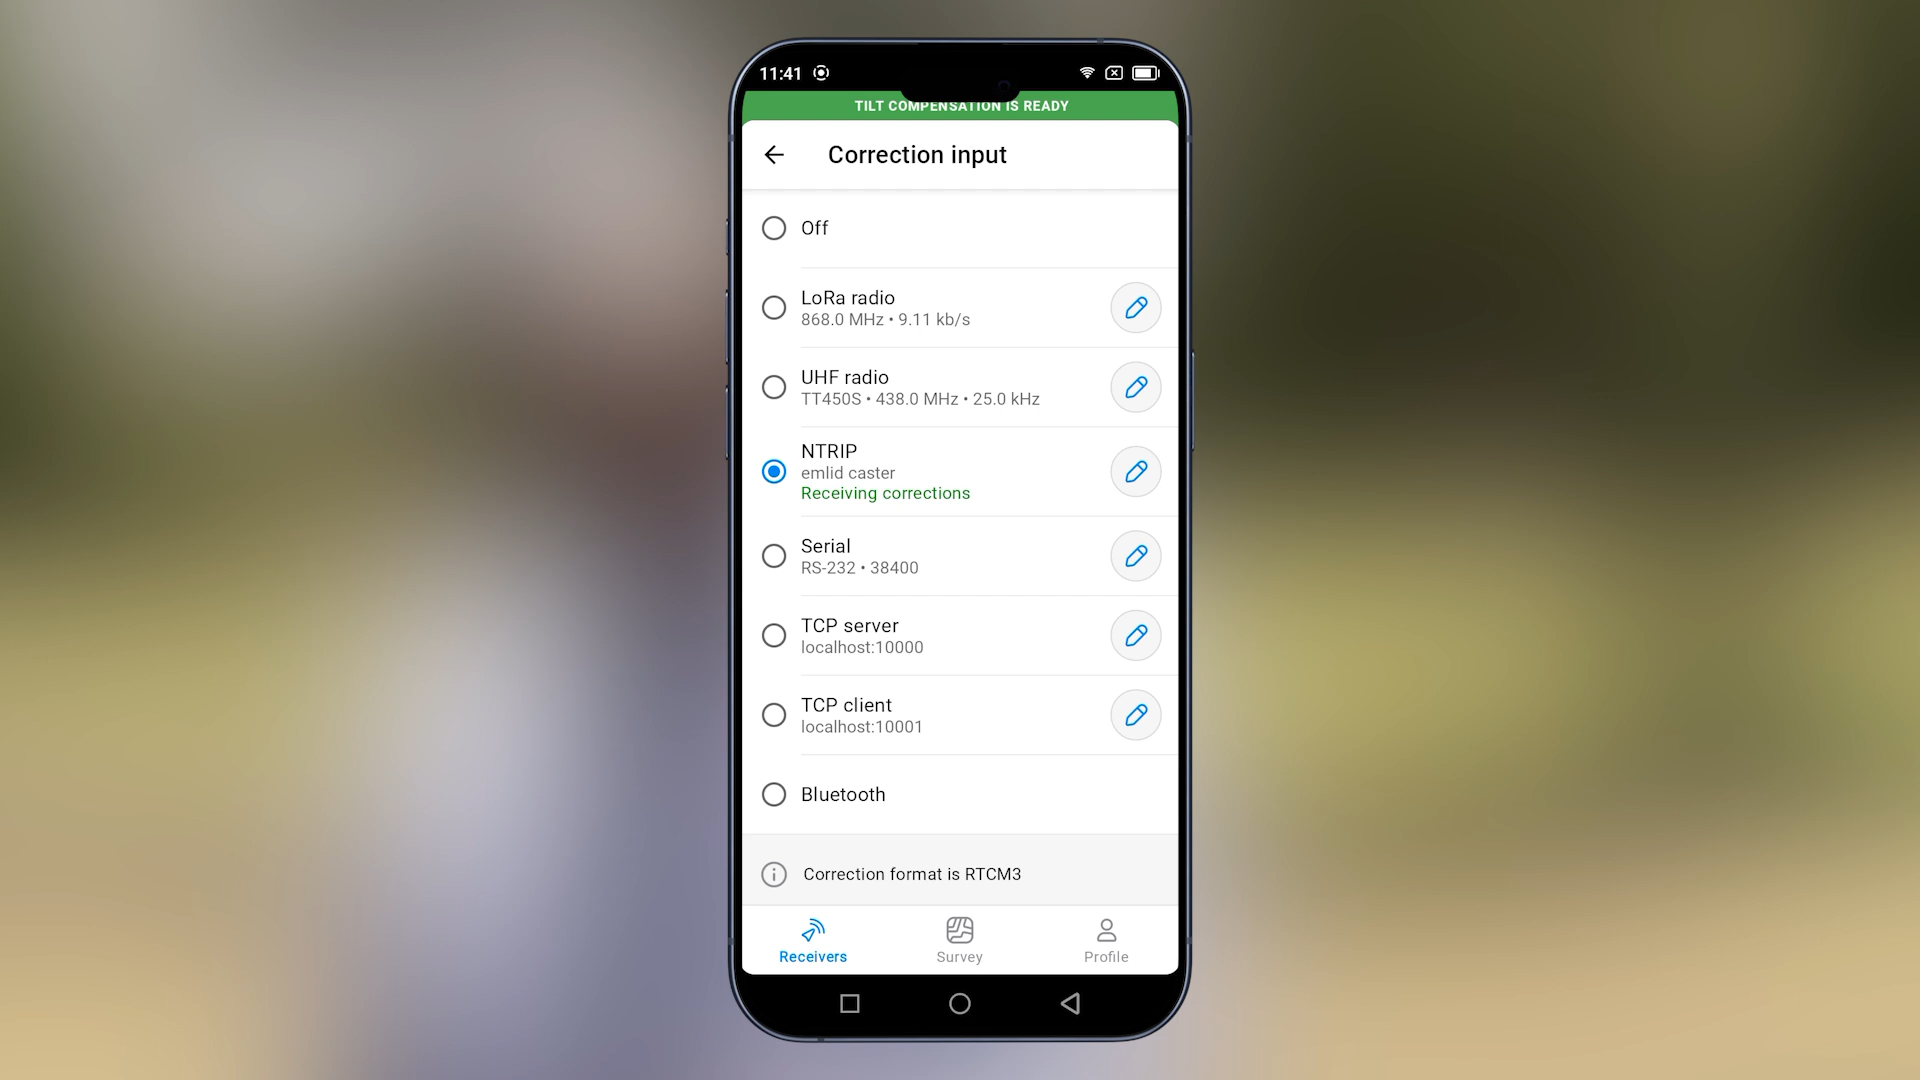 11:41
TILT COMPENSATION IS READY
Correction input
Off
LoRa radio
868.0 MHz • 9.11 kb/s
UHF radio
TT450S • 438.0 MHz • 25.0 kHz
NTRIP
emlid caster
Receiving corrections
Serial
RS-232 • 38400
TCP server
localhost:10000
TCP client
localhost:10001
Bluetooth
Correction format is RTCM3
Receivers
Survey
Profile